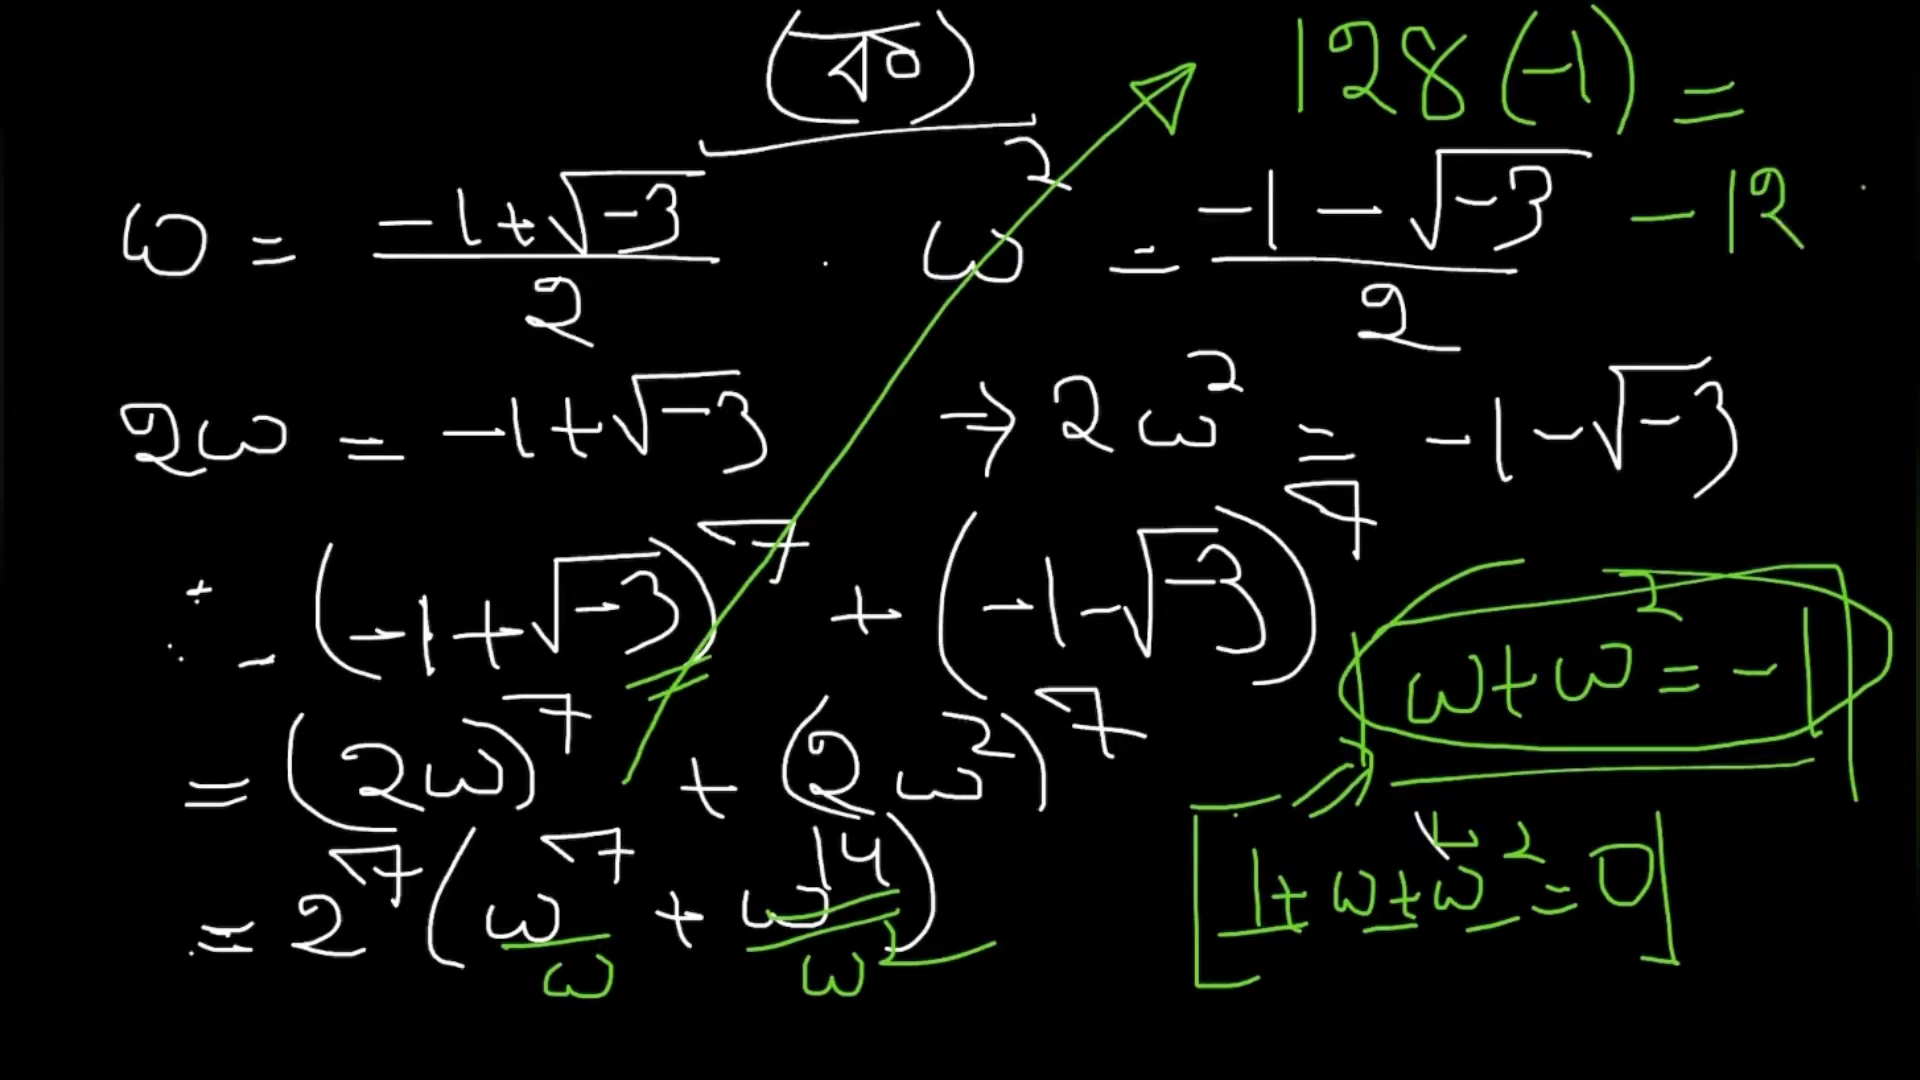 128(-1) =
ω = (-1+√-3)/2 . ω² = (-1-√-3)/2 -12
2ω = -1+√-3 ⇒ 2ω² = -1-√-3
∴ (-1+√-3)⁷ + (-1-√-3)⁷
ω+ω² = -1
= (2ω)⁷ + (2ω²)⁷
= 2⁷(ω⁷ + ω¹⁴)
[1+ω+ω² = 0]
ω ω²